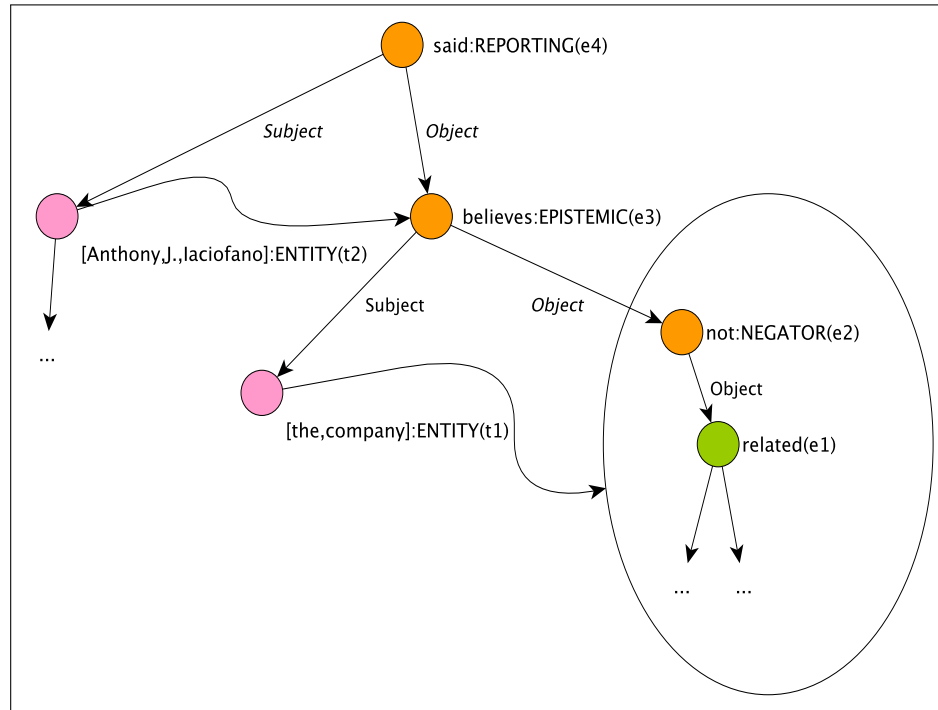 said:REPORTING(e4)
Subject
Object
believes:EPISTEMIC(e3)
[Anthony,J.,Iaciofano]:ENTITY(t2)
Subject
Object
not:NEGATOR(e2)
...
Object
[the,company]:ENTITY(t1)
related(e1)
...
...